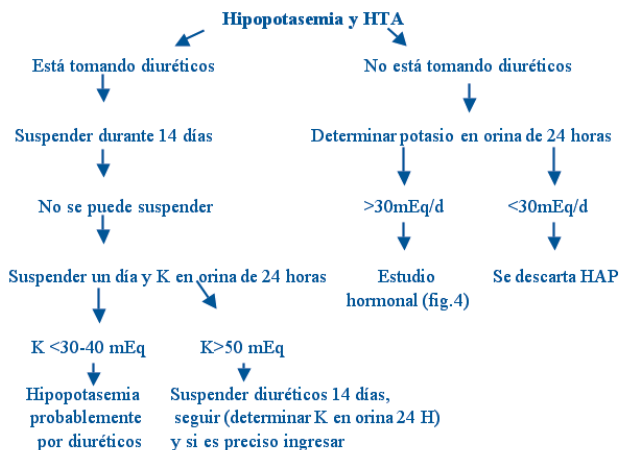 Hipopotasemia y HTA
Está tomando diuréticos
No está tomando diuréticos
Suspender durante 14 días
Determinar potasio en orina de 24 horas
No se puede suspender
>30mEq/d
<30mEq/d
Suspender un día y K en orina de 24 horas
Estudio
hormonal (fig.4)
Se descarta HAP
K <30-40 mEq
K>50 mEq
Hipopotasemia
probablemente
por diuréticos
Suspender diuréticos 14 días,
seguir (determinar K en orina 24 H)
y si es preciso ingresar